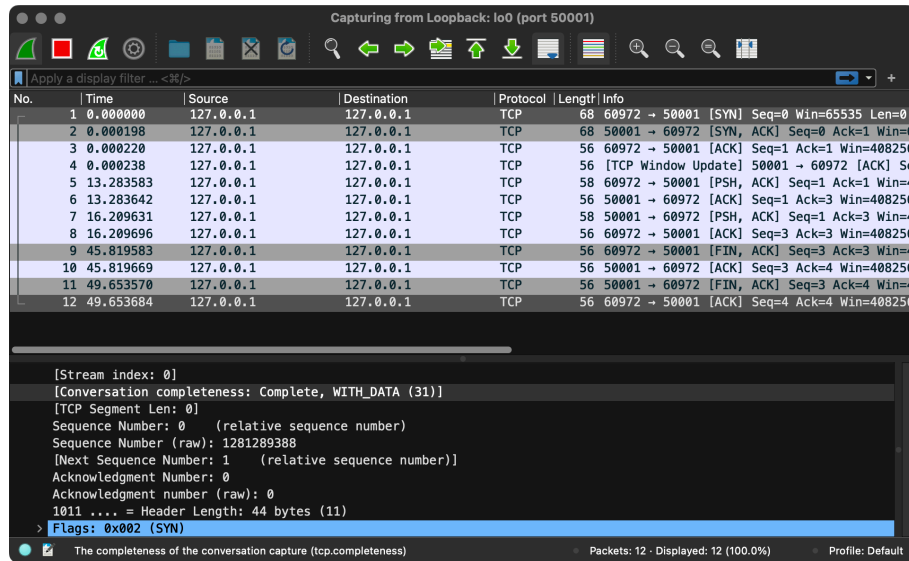 Capturing from Loopback: lo0 (port 50001)
Apply a display filter … <⌘/>
No. Time Source Destination Protocol Length Info
1 0.000000 127.0.0.1 127.0.0.1 TCP 68 60972 → 50001 [SYN] Seq=0 Win=65535 Len=0
2 0.000198 127.0.0.1 127.0.0.1 TCP 68 50001 → 60972 [SYN, ACK] Seq=0 Ack=1 Win=6
3 0.000220 127.0.0.1 127.0.0.1 TCP 56 60972 → 50001 [ACK] Seq=1 Ack=1 Win=40825
4 0.000238 127.0.0.1 127.0.0.1 TCP 56 [TCP Window Update] 50001 → 60972 [ACK] S
5 13.283583 127.0.0.1 127.0.0.1 TCP 58 60972 → 50001 [PSH, ACK] Seq=1 Ack=1 Win=
6 13.283642 127.0.0.1 127.0.0.1 TCP 56 50001 → 60972 [ACK] Seq=1 Ack=3 Win=40825
7 16.209631 127.0.0.1 127.0.0.1 TCP 58 50001 → 60972 [PSH, ACK] Seq=1 Ack=3 Win=
8 16.209696 127.0.0.1 127.0.0.1 TCP 56 60972 → 50001 [ACK] Seq=3 Ack=3 Win=40825
9 45.819583 127.0.0.1 127.0.0.1 TCP 56 60972 → 50001 [FIN, ACK] Seq=3 Ack=3 Win=
10 45.819669 127.0.0.1 127.0.0.1 TCP 56 50001 → 60972 [ACK] Seq=3 Ack=4 Win=40825
11 49.653570 127.0.0.1 127.0.0.1 TCP 56 50001 → 60972 [FIN, ACK] Seq=3 Ack=4 Win=
12 49.653684 127.0.0.1 127.0.0.1 TCP 56 60972 → 50001 [ACK] Seq=4 Ack=4 Win=40825
[Stream index: 0]
[Conversation completeness: Complete, WITH_DATA (31)]
[TCP Segment Len: 0]
Sequence Number: 0 (relative sequence number)
Sequence Number (raw): 1281289388
[Next Sequence Number: 1 (relative sequence number)]
Acknowledgment Number: 0
Acknowledgment number (raw): 0
1011 .... = Header Length: 44 bytes (11)
> Flags: 0x002 (SYN)
The completeness of the conversation capture (tcp.completeness) Packets: 12 · Displayed: 12 (100.0%) Profile: Default